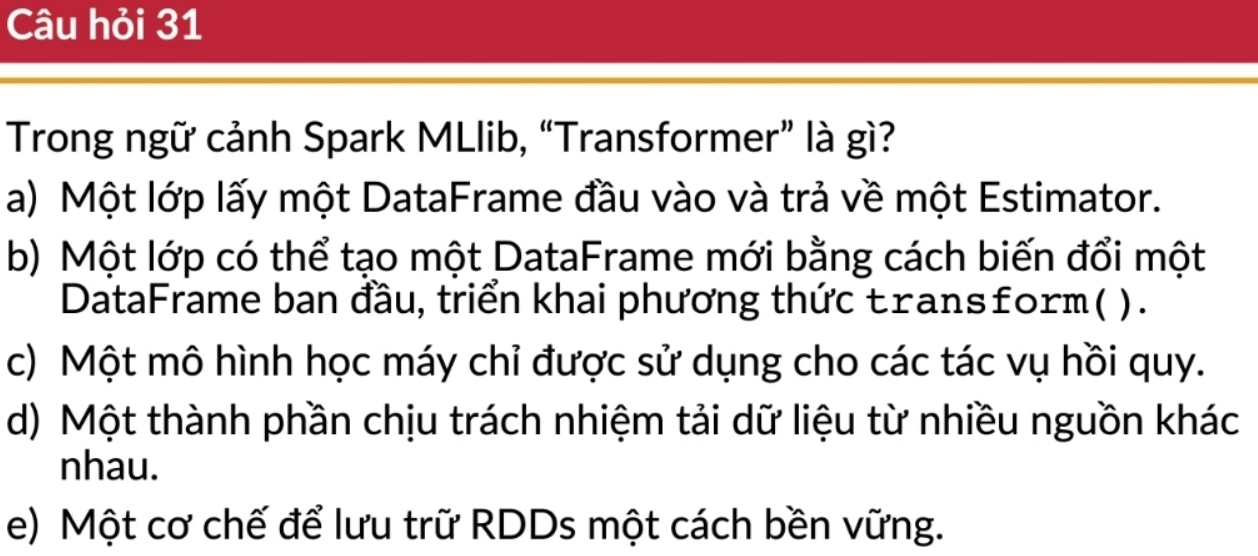 Câu hỏi 31
Trong ngữ cảnh Spark MLlib, “Transformer” là gì?
a) Một lớp lấy một DataFrame đầu vào và trả về một Estimator.
b) Một lớp có thể tạo một DataFrame mới bằng cách biến đổi một
DataFrame ban đầu, triển khai phương thức transform().
c) Một mô hình học máy chỉ được sử dụng cho các tác vụ hồi quy.
d) Một thành phần chịu trách nhiệm tải dữ liệu từ nhiều nguồn khác
nhau.
e) Một cơ chế để lưu trữ RDDs một cách bền vững.